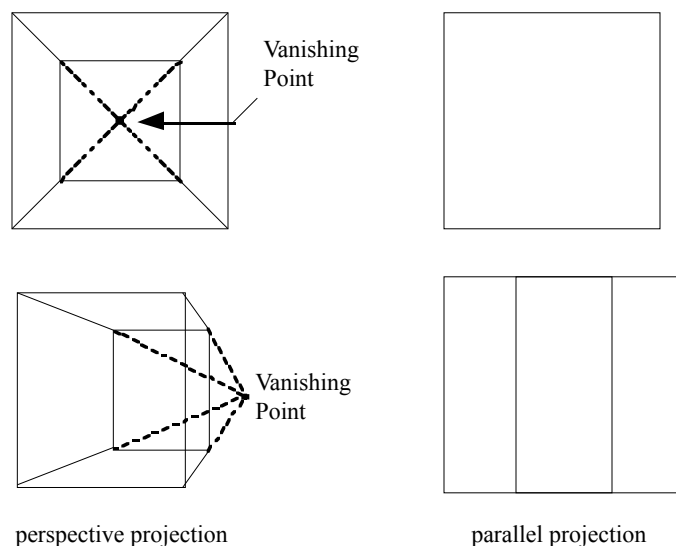 Vanishing
Point
Vanishing
Point
perspective projection
parallel projection